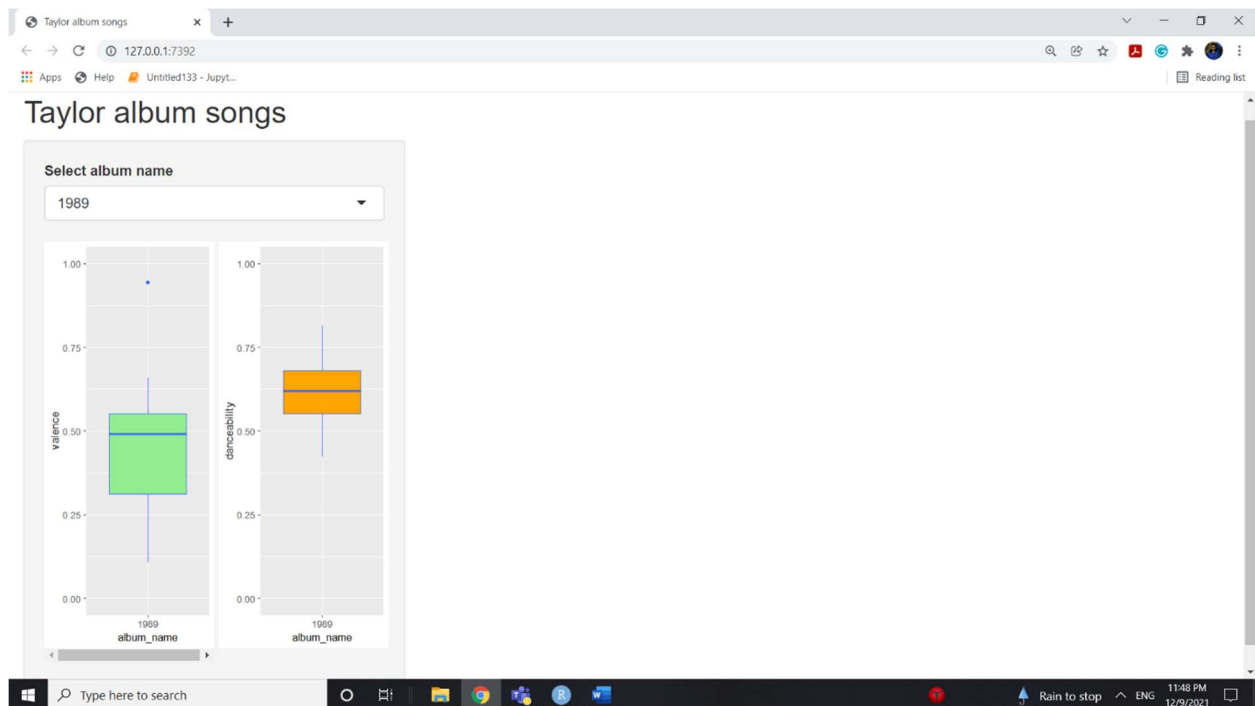 Taylor album songs
127.0.0.1:7392
Apps Help Untitled133 - Jupyt...
Reading list
Taylor album songs
Select album name
1989
1.00
0.75
0.50
0.25
0.00
valence
1989
album_name
1.00
0.75
0.50
0.25
0.00
danceability
1989
album_name
Type here to search
Rain to stop
ENG
11:48 PM
12/9/2021